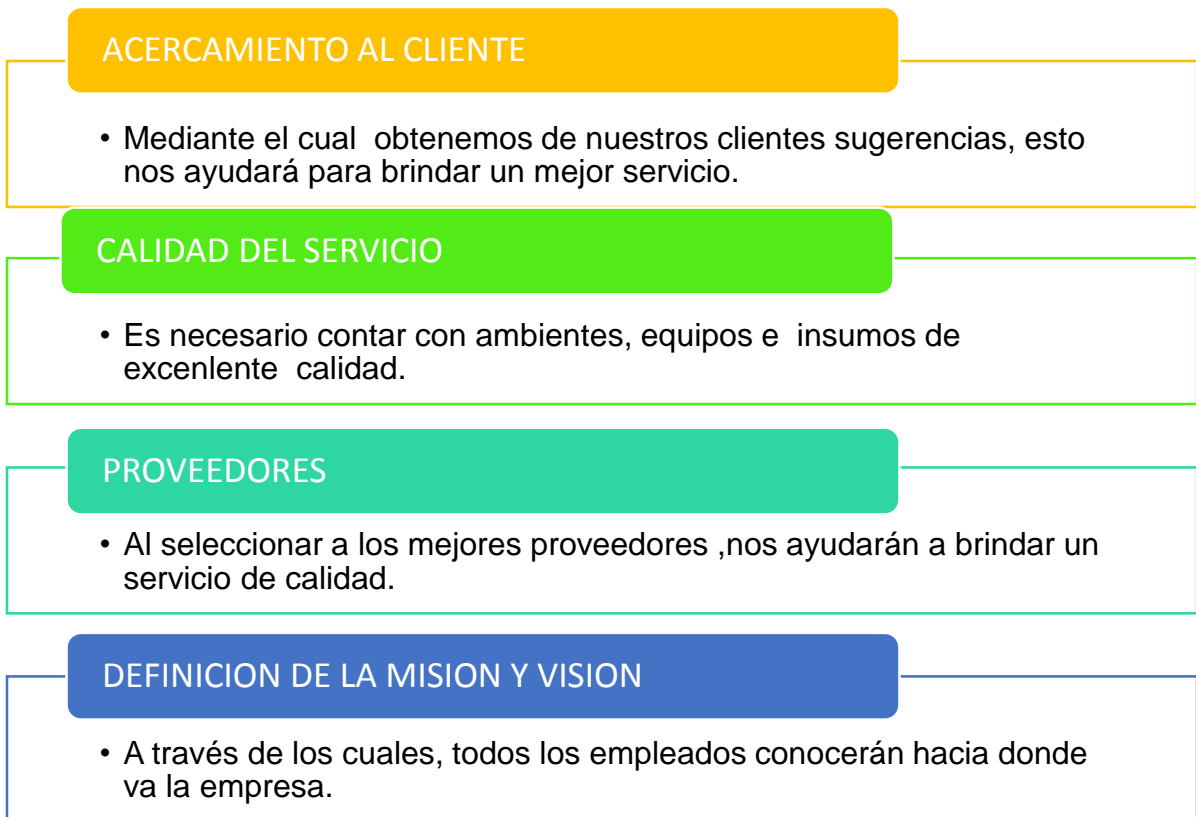 ACERCAMIENTO AL CLIENTE
• Mediante el cual  obtenemos de nuestros clientes sugerencias, esto
nos ayudará para brindar un mejor servicio.
CALIDAD DEL SERVICIO
• Es necesario contar con ambientes, equipos e  insumos de
excenlente  calidad.
PROVEEDORES
• Al seleccionar a los mejores proveedores ,nos ayudarán a brindar un
servicio de calidad.
DEFINICION DE LA MISION Y VISION
• A través de los cuales, todos los empleados conocerán hacia donde
va la empresa.